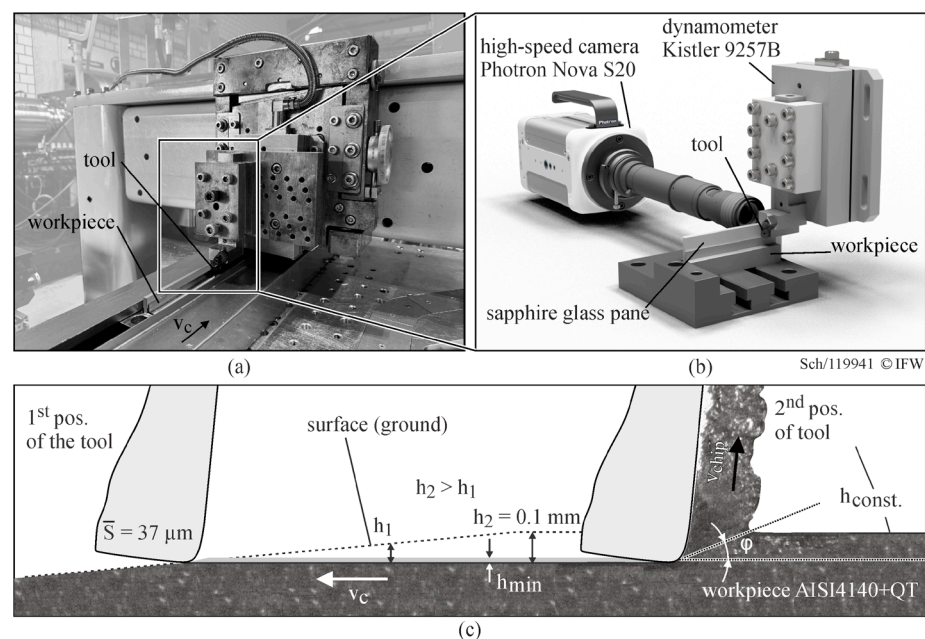 tool
workpiece
vc
high-speed camera
Photron Nova S20
dynamometer
Kistler 9257B
Photron
tool
workpiece
sapphire glass pane
(a)
(b)
Sch/119941 © IFW
1st pos.
of the tool
surface (ground)
h2 > h1
S̅ = 37 µm
h1
h2 = 0.1 mm
hmin
vc
vchip
2nd pos.
of tool
hconst.
φ
workpiece AISI4140+QT
(c)